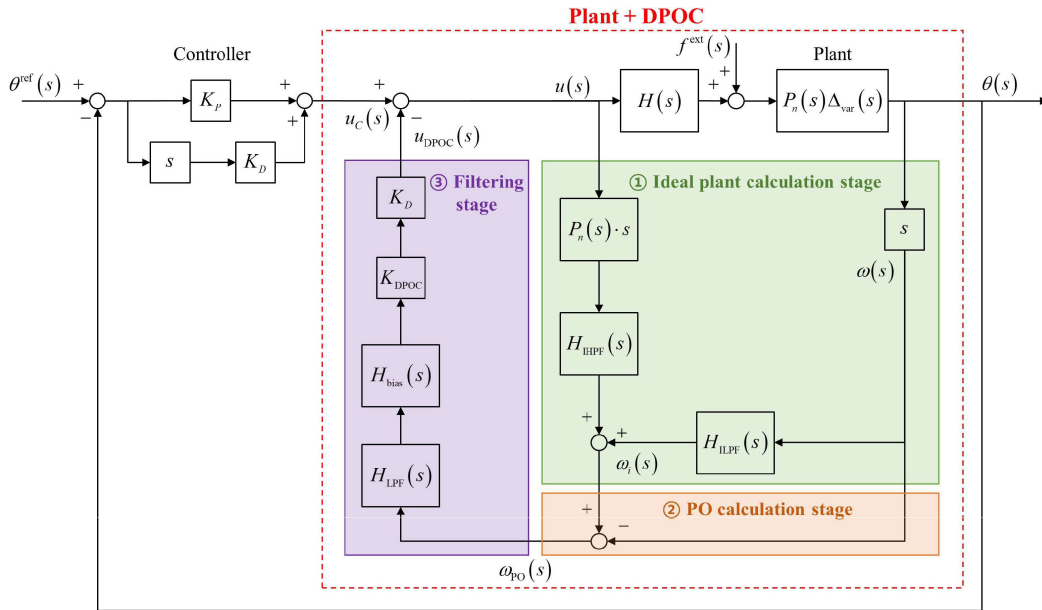 Plant + DPOC
Controller
f^ext(s)
Plant
θ^ref(s)
+
−
K_P
+
+
+
−
u_C(s)
u_DPOC(s)
u(s)
H(s)
+
+
P_n(s)Δ_var(s)
θ(s)
s
K_D
③ Filtering
stage
K_D
K_DPOC
H_bias(s)
H_LPF(s)
① Ideal plant calculation stage
P_n(s)·s
s
ω(s)
H_IHPF(s)
+
+
ω_i(s)
H_ILPF(s)
② PO calculation stage
+
−
ω_PO(s)